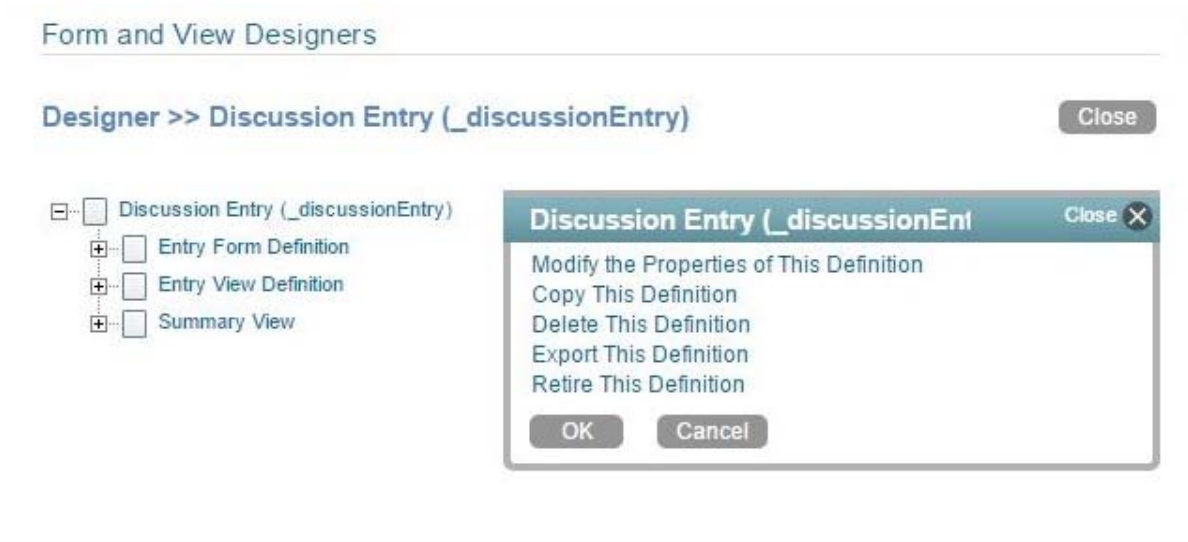 Form and View Designers
Designer >> Discussion Entry (_discussionEntry)
Close
Discussion Entry (_discussionEntry)
Entry Form Definition
Entry View Definition
Summary View
Discussion Entry (_discussionEnt
Close
Modify the Properties of This Definition
Copy This Definition
Delete This Definition
Export This Definition
Retire This Definition
OK
Cancel